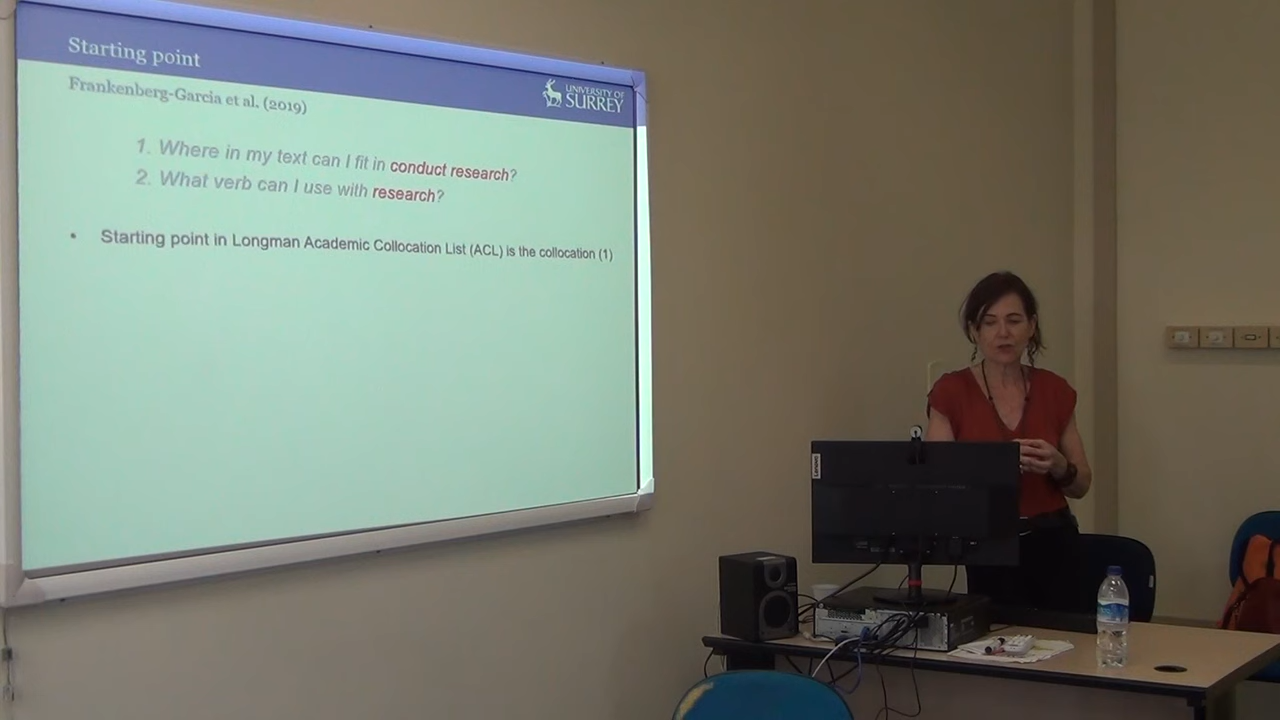 Starting point
Frankenberg-Garcia et al. (2019)
UNIVERSITY OF
SURREY
1. Where in my text can I fit in conduct research?
2. What verb can I use with research?
• Starting point in Longman Academic Collocation List (ACL) is the collocation (1)
Lenovo